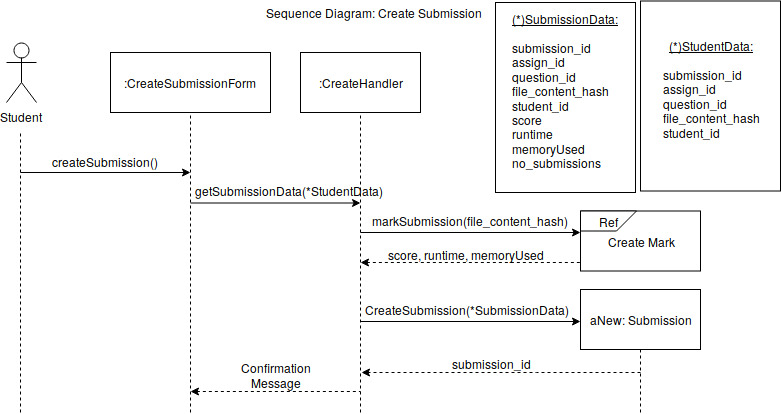 Sequence Diagram: Create Submission
(*)SubmissionData:
submission_id
assign_id
question_id
file_content_hash
student_id
score
runtime
memoryUsed
no_submissions
(*)StudentData:
submission_id
assign_id
question_id
file_content_hash
student_id
Student
:CreateSubmissionForm
:CreateHandler
createSubmission()
getSubmissionData(*StudentData)
markSubmission(file_content_hash)
Ref
Create Mark
score, runtime, memoryUsed
CreateSubmission(*SubmissionData)
aNew: Submission
submission_id
Confirmation
Message